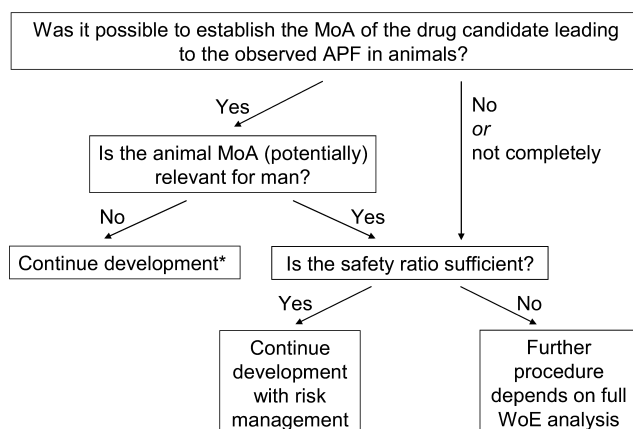 Was it possible to establish the MoA of the drug candidate leading
to the observed APF in animals?
Yes
No
or
not completely
Is the animal MoA (potentially)
relevant for man?
No
Yes
Continue development*
Is the safety ratio sufficient?
Yes
No
Continue
development
with risk
management
Further
procedure
depends on full
WoE analysis